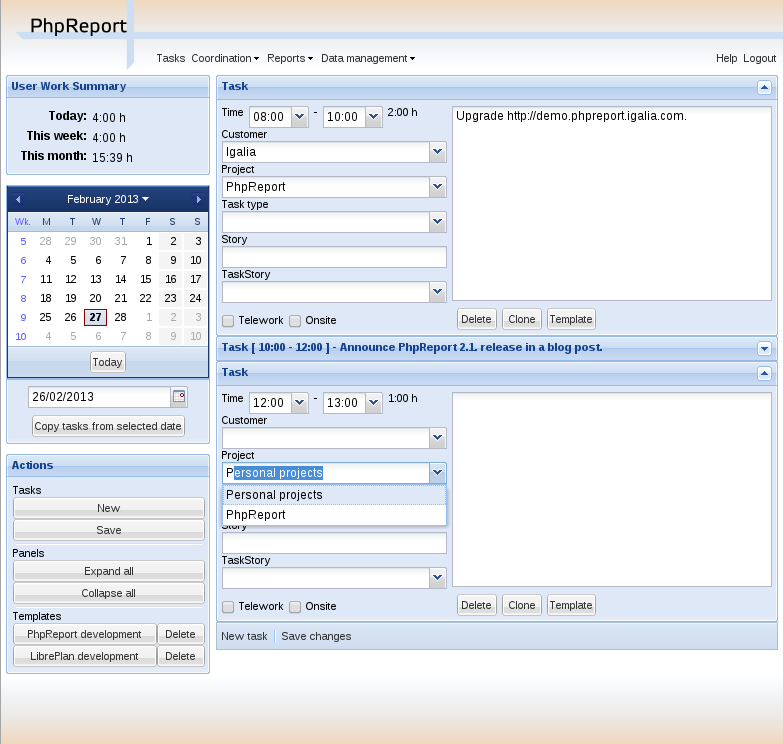 PhpReport
Tasks Coordination Reports Data management Help Logout
User Work Summary
Today: 4:00 h
This week: 4:00 h
This month: 15:39 h
February 2013
Wk. M T W T F S S
5 28 29 30 31 1 2 3
6 4 5 6 7 8 9 10
7 11 12 13 14 15 16 17
8 18 19 20 21 22 23 24
9 25 26 27 28 1 2 3
10 4 5 6 7 8 9 10
Today
26/02/2013
Copy tasks from selected date
Actions
Tasks
New
Save
Panels
Expand all
Collapse all
Templates
PhpReport development Delete
LibrePlan development Delete
Task
Time 08:00 - 10:00 2:00 h
Customer
Igalia
Project
PhpReport
Task type
Story
TaskStory
Telework Onsite
Upgrade http://demo.phpreport.igalia.com.
Delete Clone Template
Task [ 10:00 - 12:00 ] - Announce PhpReport 2.1. release in a blog post.
Task
Time 12:00 - 13:00 1:00 h
Customer
Project
Personal projects
Personal projects
PhpReport
Story
TaskStory
Telework Onsite
Delete Clone Template
New task Save changes